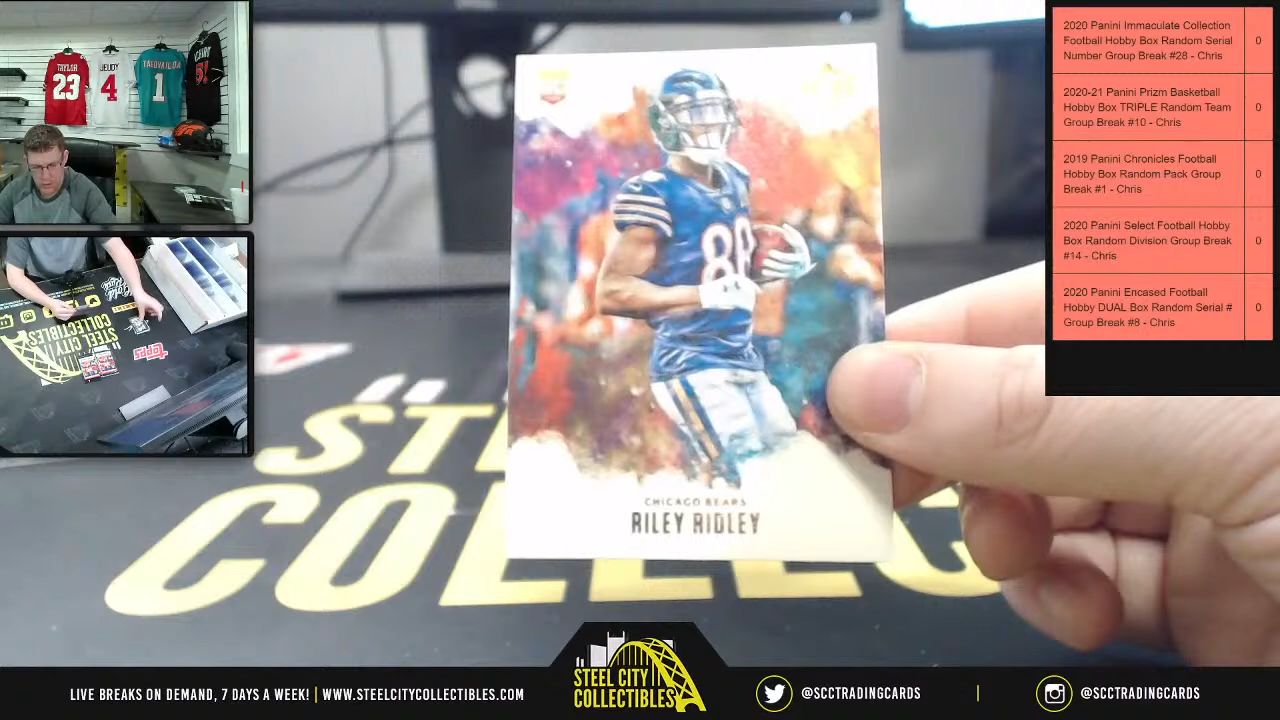 TAYLOR
23
JEUDY
4
TAGOVAILOA
1
2020 Panini Immaculate Collection
Football Hobby Box Random Serial
Number Group Break #28 - Chris
0
2020-21 Panini Prizm Basketball
Hobby Box TRIPLE Random Team
Group Break #10 - Chris
0
2019 Panini Chronicles Football
Hobby Box Random Pack Group
Break #1 - Chris
0
2020 Panini Select Football Hobby
Box Random Division Group Break
#14 - Chris
0
2020 Panini Encased Football
Hobby DUAL Box Random Serial #
Group Break #8 - Chris
0
STEEL CITY
COLLECTIBLES
topps
88
CHICAGO BEARS
RILEY RIDLEY
ST
COLLEC
LIVE BREAKS ON DEMAND, 7 DAYS A WEEK! | WWW.STEELCITYCOLLECTIBLES.COM
STEEL CITY
COLLECTIBLES
@SCCTRADINGCARDS
|
@SCCTRADINGCARDS